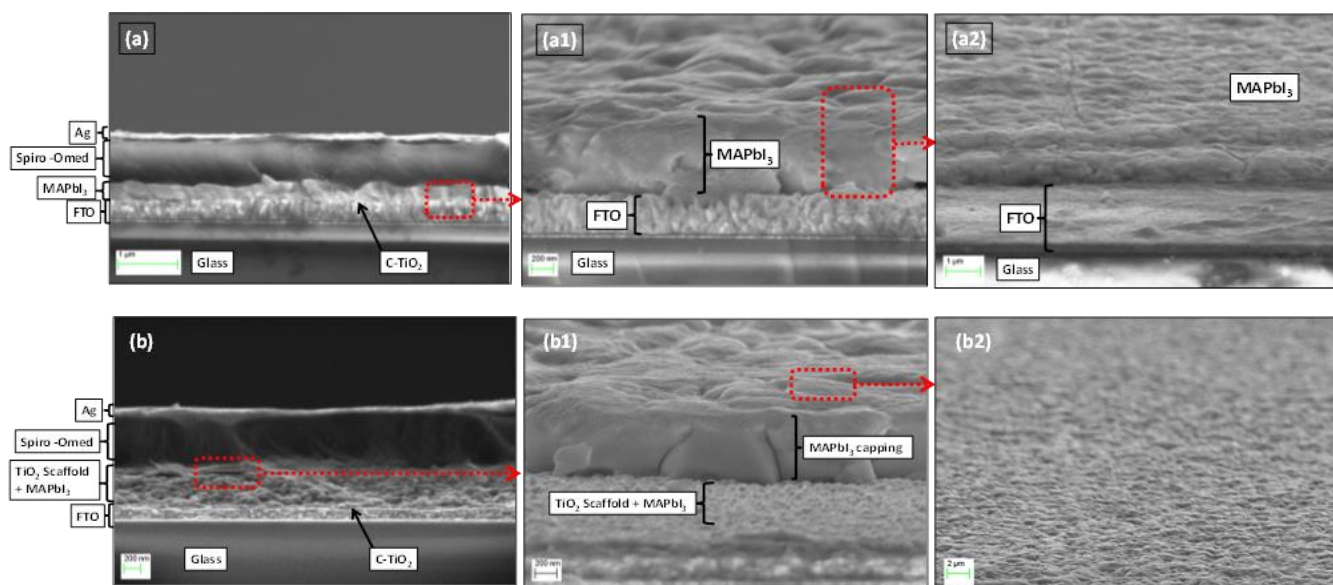 (a)
Ag
Spiro -Omed
MAPbI₃
FTO
C-TiO₂
Glass
1 µm
(a1)
MAPbI₃
FTO
200 nm
Glass
(a2)
MAPbI₃
FTO
1 µm
Glass
(b)
Ag
Spiro -Omed
TiO₂ Scaffold
+ MAPbI₃
FTO
C-TiO₂
Glass
200 nm
(b1)
MAPbI₃ capping
TiO₂ Scaffold + MAPbI₃
200 nm
(b2)
2 µm